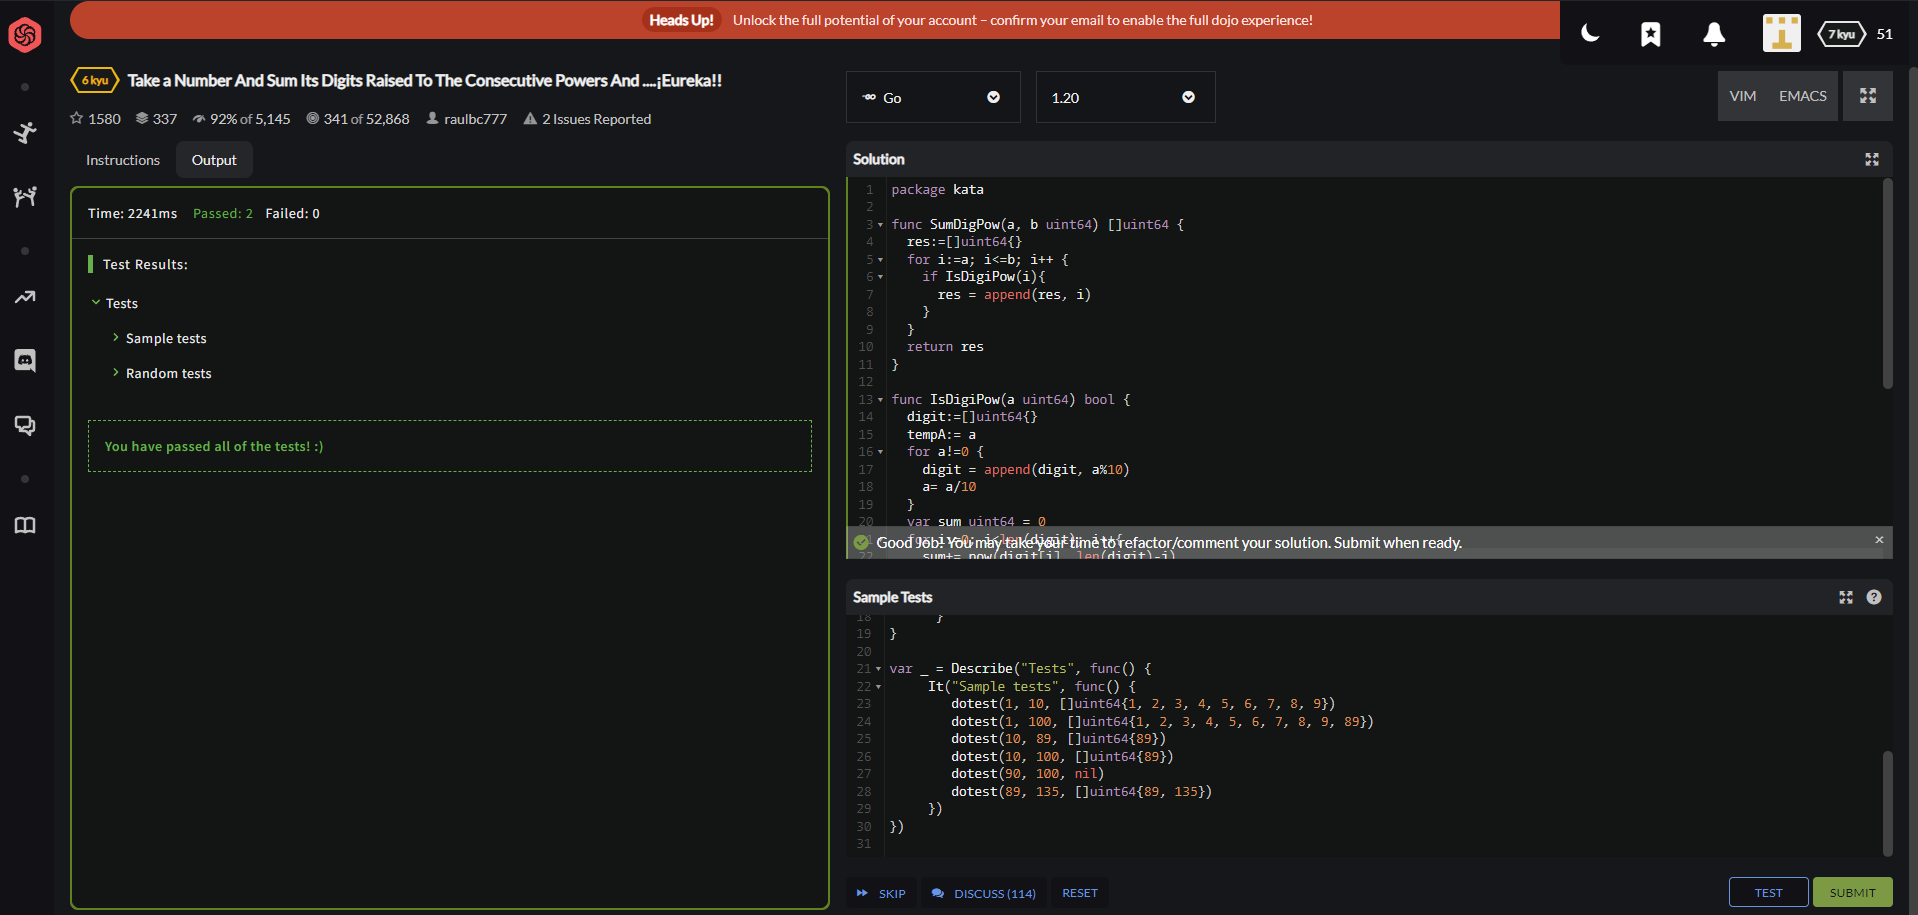 Heads Up! Unlock the full potential of your account – confirm your email to enable the full dojo experience!
7 kyu 51
6 kyu Take a Number And Sum Its Digits Raised To The Consecutive Powers And ....¡Eureka!!
1580 337 92% of 5,145 341 of 52,868 raulbc777 2 Issues Reported
Instructions Output
Time: 2241ms Passed: 2 Failed: 0
Test Results:
Tests
Sample tests
Random tests
You have passed all of the tests! :)
Go 1.20 VIM EMACS
Solution
1 package kata
2
3 func SumDigPow(a, b uint64) []uint64 {
4 res:=[]uint64{}
5 for i:=a; i<=b; i++ {
6 if IsDigiPow(i){
7 res = append(res, i)
8 }
9 }
10 return res
11 }
12
13 func IsDigiPow(a uint64) bool {
14 digit:=[]uint64{}
15 tempA:= a
16 for a!=0 {
17 digit = append(digit, a%10)
18 a= a/10
19 }
20 var sum uint64 = 0
for i:=0; i<len(digit); i++{
Good Job! You may take your time to refactor/comment your solution. Submit when ready.
22 sum+= pow(digit[i], len(digit)-i)
Sample Tests
18 }
19 }
20
21 var _ = Describe("Tests", func() {
22 It("Sample tests", func() {
23 dotest(1, 10, []uint64{1, 2, 3, 4, 5, 6, 7, 8, 9})
24 dotest(1, 100, []uint64{1, 2, 3, 4, 5, 6, 7, 8, 9, 89})
25 dotest(10, 89, []uint64{89})
26 dotest(10, 100, []uint64{89})
27 dotest(90, 100, nil)
28 dotest(89, 135, []uint64{89, 135})
29 })
30 })
31
SKIP DISCUSS (114) RESET TEST SUBMIT